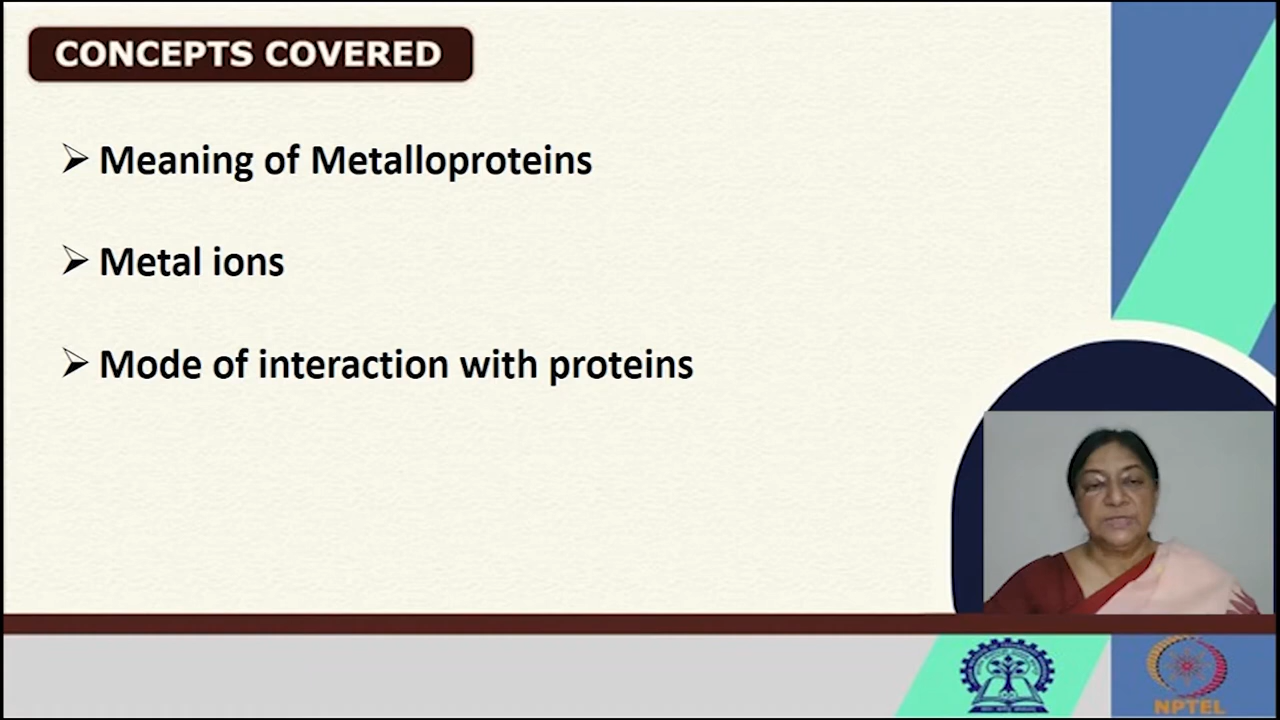 CONCEPTS COVERED
➢ Meaning of Metalloproteins
➢ Metal ions
➢ Mode of interaction with proteins
NPTEL